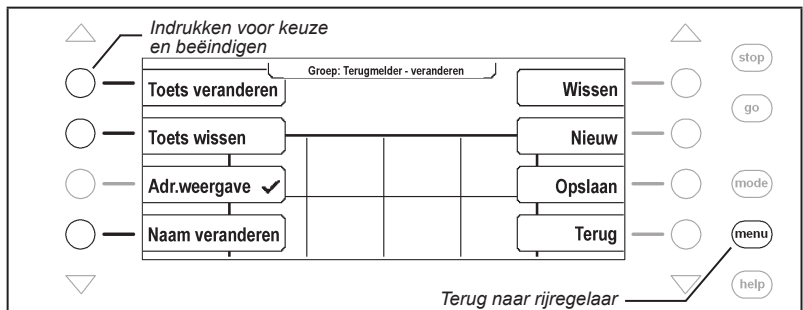 Indrukken voor keuze
en beëindigen
Groep: Terugmelder - veranderen
stop
Toets veranderen
Wissen
go
Toets wissen
Nieuw
Adr.weergave ✓
Opslaan
mode
Naam veranderen
Terug
menu
help
Terug naar rijregelaar